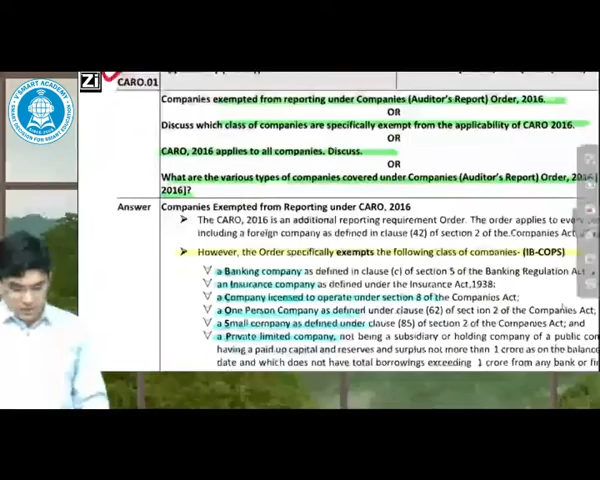 V SMART ACADEMY
Zi
CARO.01
Companies exempted from reporting under Companies (Auditor's Report) Order, 2016.
OR
Discuss which class of companies are specifically exempt from the applicability of CARO 2016.
OR
CARO, 2016 applies to all companies. Discuss.
OR
What are the various types of companies covered under Companies (Auditor's Report) Order, 2016
2016]?
Answer
Companies Exempted from Reporting under CARO, 2016
➤ The CARO, 2016 is an additional reporting requirement Order. The order applies to every
including a foreign company as defined in clause (42) of section 2 of the Companies Act,
➤ However, the Order specifically exempts the following class of companies- (IB-COPS)
a Banking company as defined in clause (c) of section 5 of the Banking Regulation Act
an Insurance company as defined under the Insurance Act,1938:
a Company licensed to operate under section 8 of the Companies Act;
a One Person Company as defined under clause (62) of section 2 of the Companies Act;
a Small company as defined under clause (85) of section 2 of the Companies Act; and
a Private limited company, not being a subsidiary or holding company of a public
having a paid up capital and reserves and surplus not more than 1 crore as on the balance
date and which does not have total borrowings exceeding 1 crore from any bank or